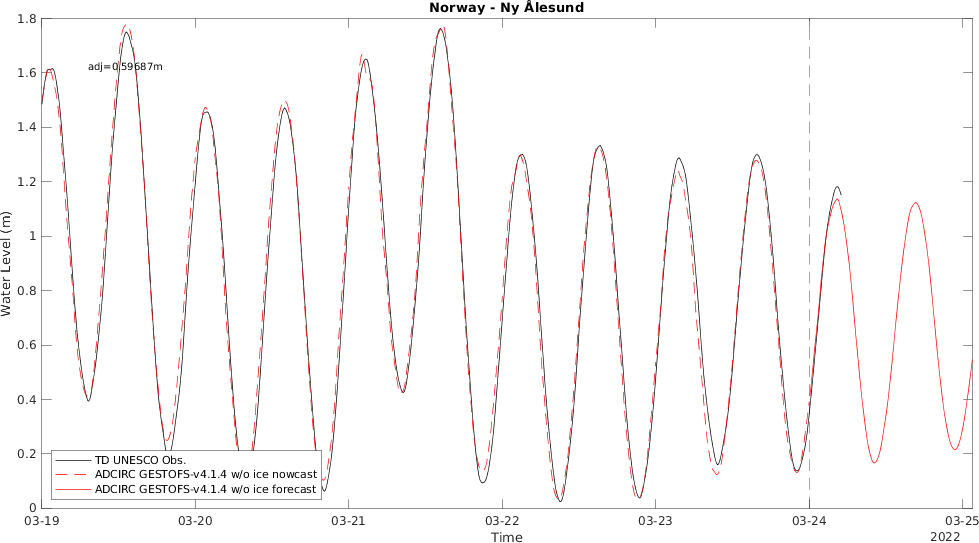 Norway - Ny Ålesund
1.8
1.6
1.4
1.2
1
0.8
0.6
0.4
0.2
0
Water Level (m)
adj=0.59687m
TD UNESCO Obs.
ADCIRC GESTOFS-v4.1.4 w/o ice nowcast
ADCIRC GESTOFS-v4.1.4 w/o ice forecast
03-19 03-20 03-21 03-22 03-23 03-24 03-25
Time
2022